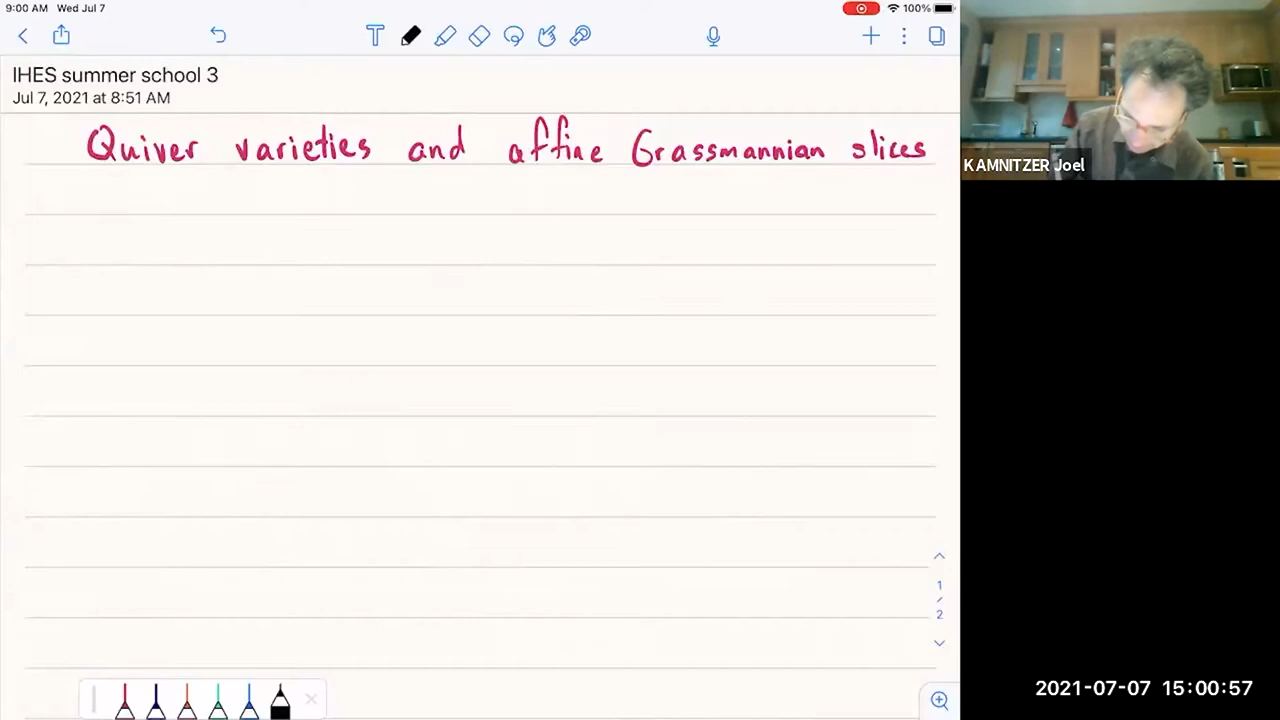 9:00 AM Wed Jul 7
100%
IHES summer school 3
Jul 7, 2021 at 8:51 AM
Quiver varieties and affine Grassmannian slices
KAMNITZER Joel
1
2
2021-07-07 15:00:57